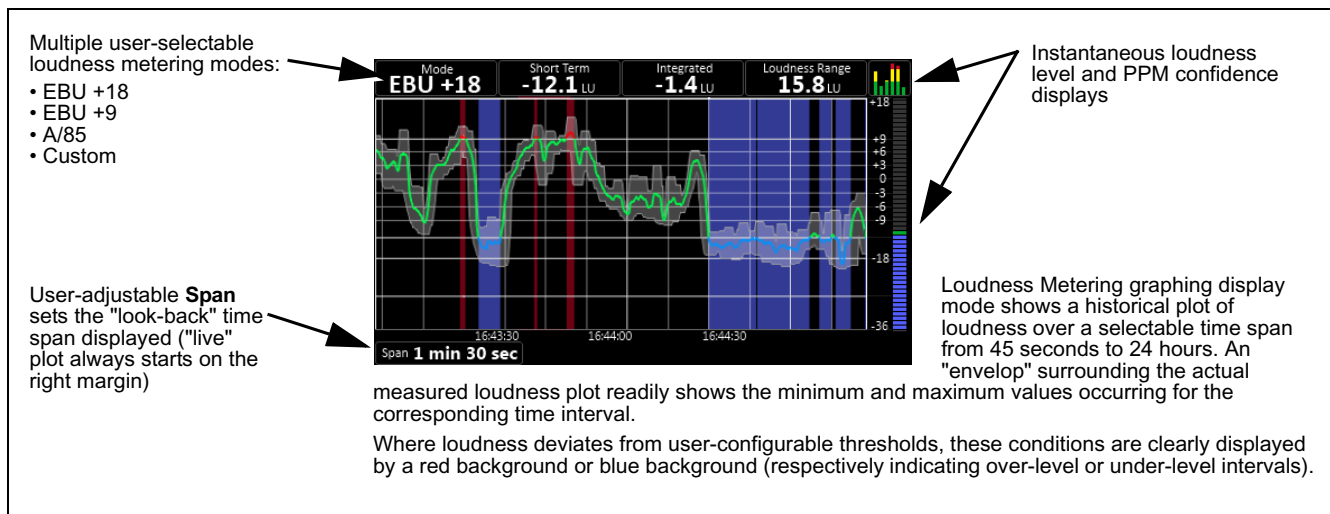 Multiple user-selectable
loudness metering modes:
• EBU +18
• EBU +9
• A/85
• Custom
User-adjustable Span
sets the "look-back" time
span displayed ("live"
plot always starts on the
right margin)
Mode
EBU +18
Short Term
-12.1 LU
Integrated
-1.4 LU
Loudness Range
15.8 LU
+18
+9
+6
+3
0
-3
-6
-9
-18
-36
16:43:30
16:44:00
16:44:30
Span 1 min 30 sec
Instantaneous loudness
level and PPM confidence
displays
Loudness Metering graphing display
mode shows a historical plot of
loudness over a selectable time span
from 45 seconds to 24 hours. An
"envelop" surrounding the actual
measured loudness plot readily shows the minimum and maximum values occurring for the
corresponding time interval.
Where loudness deviates from user-configurable thresholds, these conditions are clearly displayed
by a red background or blue background (respectively indicating over-level or under-level intervals).